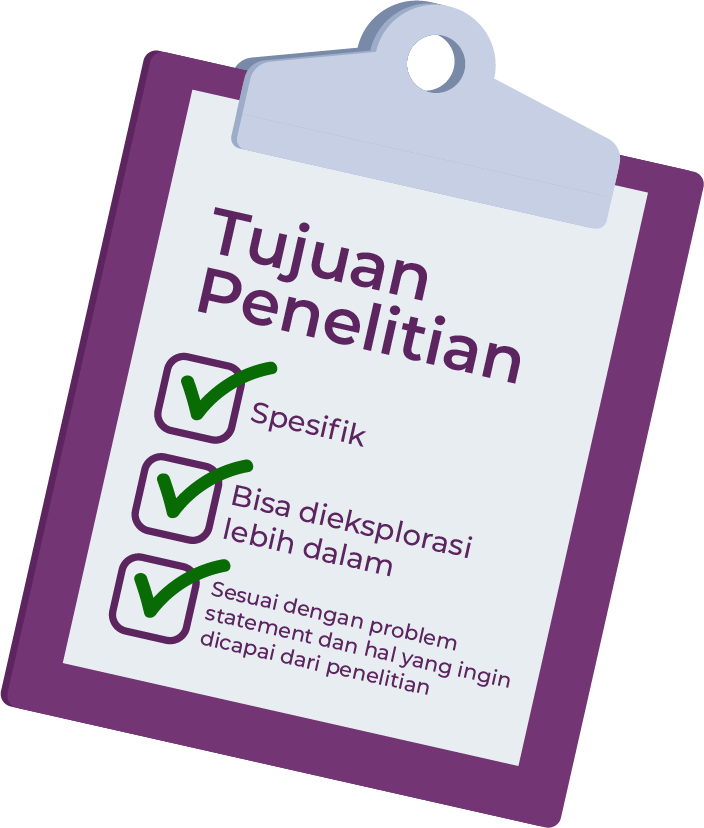 Tujuan
Penelitian
Spesifik
Bisa dieksplorasi
lebih dalam
Sesuai dengan problem
statement dan hal yang ingin
dicapai dari penelitian